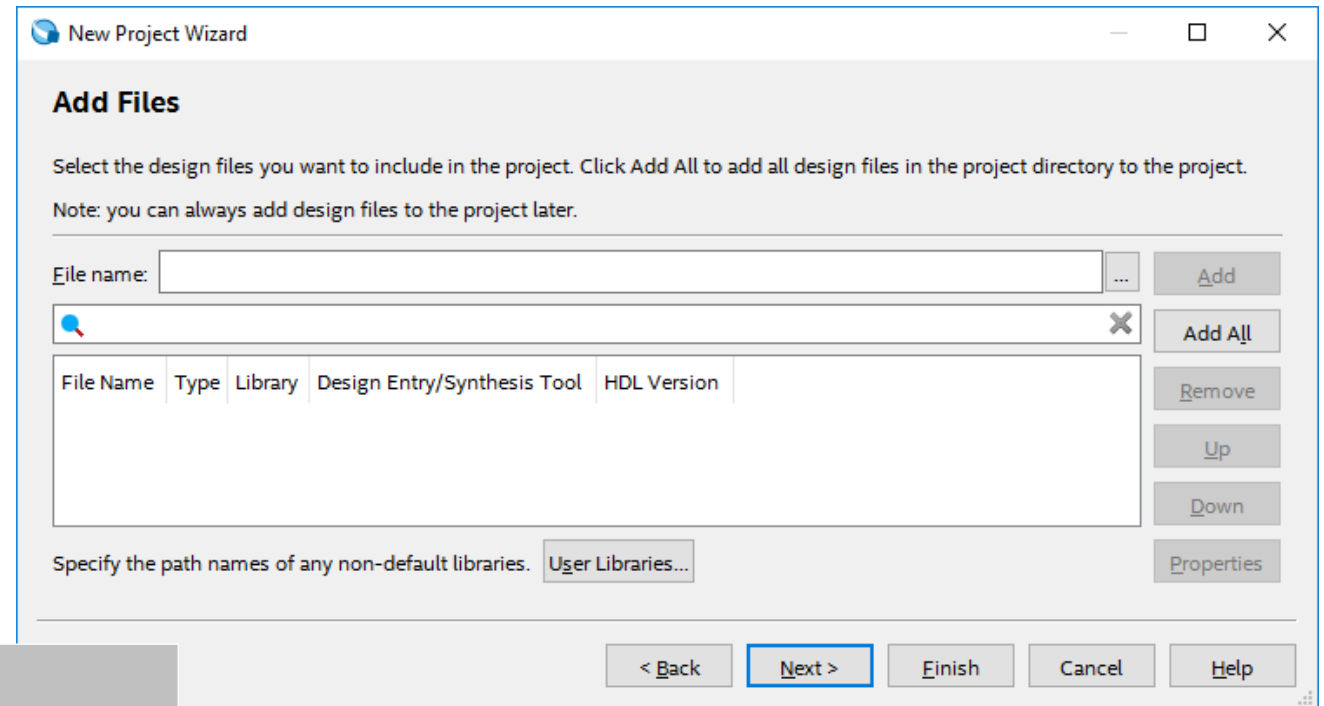 New Project Wizard
Add Files
Select the design files you want to include in the project. Click Add All to add all design files in the project directory to the project.
Note: you can always add design files to the project later.
File name:
...
Add
Add All
File Name Type Library Design Entry/Synthesis Tool HDL Version
Remove
Up
Down
Specify the path names of any non-default libraries. User Libraries...
Properties
< Back Next > Finish Cancel Help